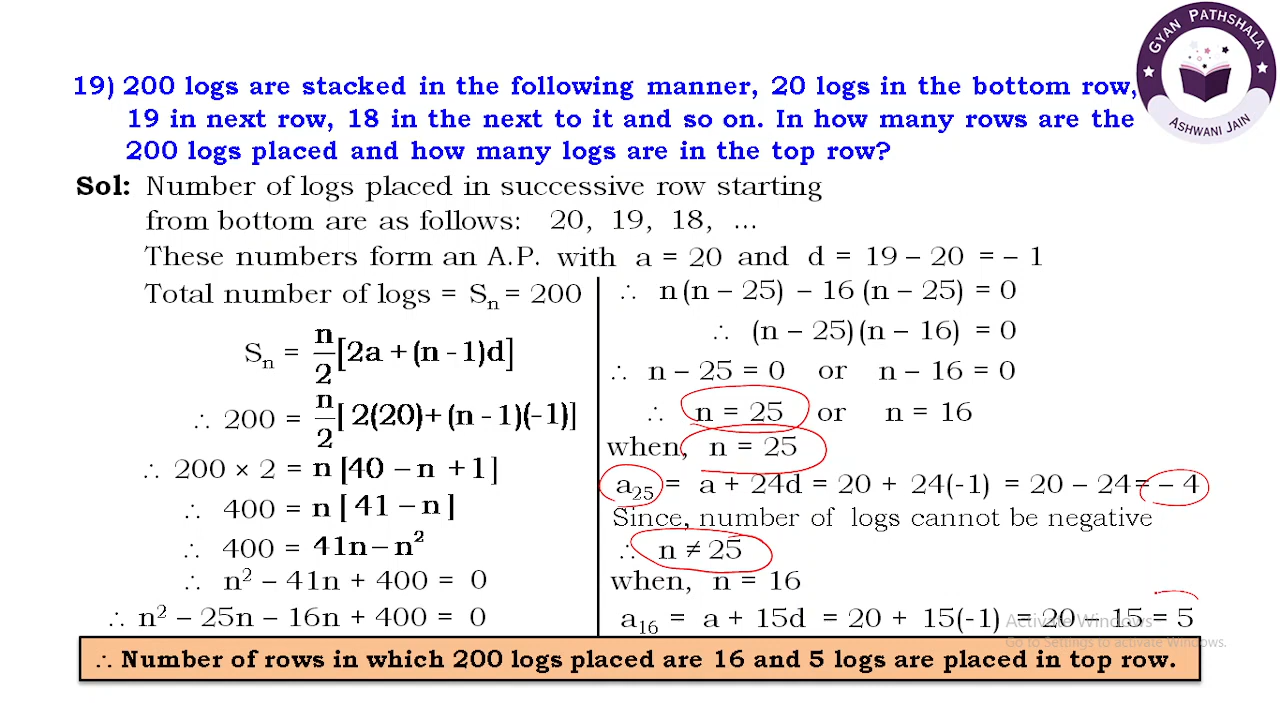 GYAN PATHSHALA
ASHWANI JAIN
19) 200 logs are stacked in the following manner, 20 logs in the bottom row,
19 in next row, 18 in the next to it and so on. In how many rows are the
200 logs placed and how many logs are in the top row?
Sol: Number of logs placed in successive row starting
from bottom are as follows: 20, 19, 18, ...
These numbers form an A.P. with a = 20 and d = 19 – 20 = – 1
Total number of logs = Sₙ = 200
Sₙ = n/2 [2a + (n - 1)d]
∴ 200 = n/2 [ 2(20)+ (n - 1)(-1)]
∴ 200 × 2 = n [40 – n + 1]
∴ 400 = n [ 41 – n ]
∴ 400 = 41n – n²
∴ n² – 41n + 400 = 0
∴ n² – 25n – 16n + 400 = 0
∴ n (n – 25) – 16 (n – 25) = 0
∴ (n – 25) (n – 16) = 0
∴ n – 25 = 0 or n – 16 = 0
∴ n = 25 or n = 16
when, n = 25
a₂₅ = a + 24d = 20 + 24(-1) = 20 – 24 = – 4
Since, number of logs cannot be negative
∴ n ≠ 25
when, n = 16
a₁₆ = a + 15d = 20 + 15(-1) = 20 – 15 = 5
Activate Windows
Go to Settings to activate Windows.
∴ Number of rows in which 200 logs placed are 16 and 5 logs are placed in top row.